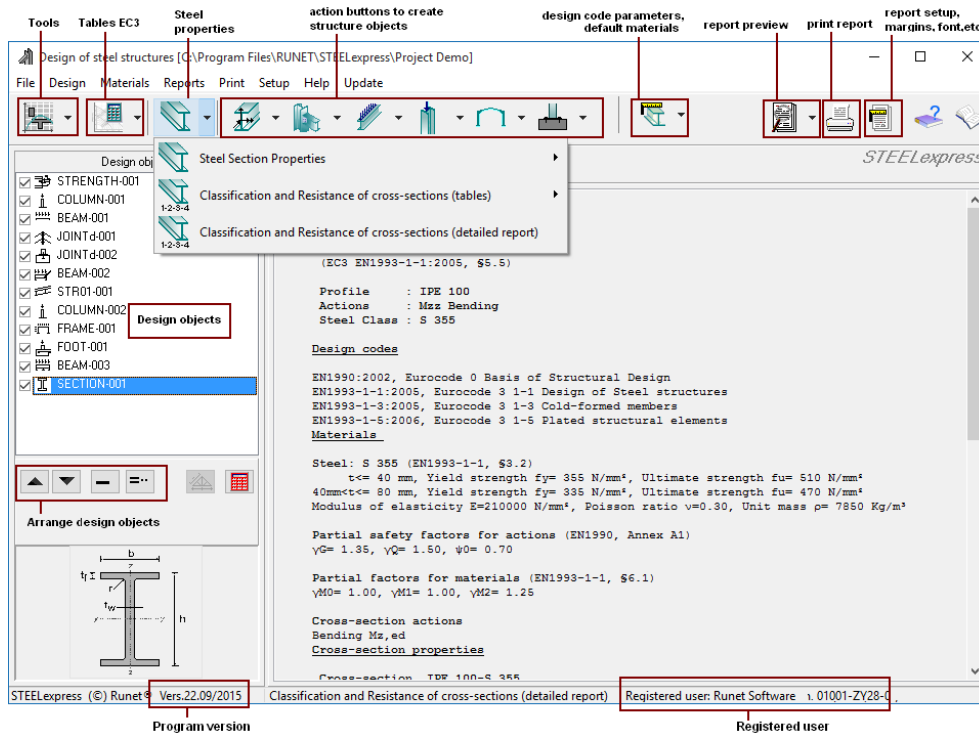 Tools
Tables EC3
Steel properties
action buttons to create structure objects
design code parameters, default materials
report preview
print report
report setup, margins, font,etc
Design of steel structures [C:\Program Files\RUNET\STEELexpress\Project Demo]
File Design Materials Reports Print Setup Help Update
Design obj
STEELexpress
Steel Section Properties
1-2-3-4 Classification and Resistance of cross-sections (tables)
1-2-3-4 Classification and Resistance of cross-sections (detailed report)
STRENGTH-001
COLUMN-001
BEAM-001
JOINTd-001
JOINTd-002
BEAM-002
STR01-001
COLUMN-002
FRAME-001
FOOT-001
BEAM-003
SECTION-001
Design objects
Arrange design objects
b
z
tf
r
tw
y
y
h
z
(EC3 EN1993-1-1:2005, §5.5)
Profile : IPE 100
Actions : Mzz Bending
Steel Class : S 355
Design codes
EN1990:2002, Eurocode 0 Basis of Structural Design
EN1993-1-1:2005, Eurocode 3 1-1 Design of Steel structures
EN1993-1-3:2005, Eurocode 3 1-3 Cold-formed members
EN1993-1-5:2006, Eurocode 3 1-5 Plated structural elements
Materials
Steel: S 355 (EN1993-1-1, §3.2)
t<= 40 mm, Yield strength fy= 355 N/mm², Ultimate strength fu= 510 N/mm²
40mm<t<= 80 mm, Yield strength fy= 335 N/mm², Ultimate strength fu= 470 N/mm²
Modulus of elasticity E=210000 N/mm², Poisson ratio ν=0.30, Unit mass ρ= 7850 Kg/m³
Partial safety factors for actions (EN1990, Annex A1)
γG= 1.35, γQ= 1.50, ψ0= 0.70
Partial factors for materials (EN1993-1-1, §6.1)
γM0= 1.00, γM1= 1.00, γM2= 1.25
Cross-section actions
Bending Mz,ed
Cross-section properties
Cross-section IPE 100-S 355
STEELexpress (©) Runet® Vers.22.09/2015
Classification and Resistance of cross-sections (detailed report)
Registered user: Runet Software
01001-ZY28-
Program version
Registered user